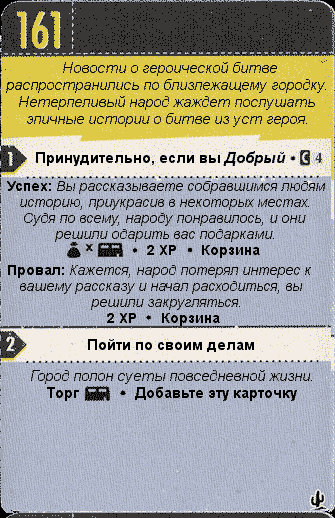 161
Новости о героической битве
распространились по близлежащему городку.
Нетерпеливый народ жаждет послушать
эпичные истории о битве из уст героя.
1 Принудительно, если вы Добрый • 4
Успех: Вы рассказываете собравшимся людям
историю, приукрасив в некоторых местах.
Судя по всему, народу понравилось, и они
решили одарить вас подарками.
x • 2 XP • Корзина
Провал: Кажется, народ потерял интерес к
вашему рассказу и начал расходиться, вы
решили закругляться.
2 XP • Корзина
2 Пойти по своим делам
Город полон суеты повседневной жизни.
Торг • Добавьте эту карточку